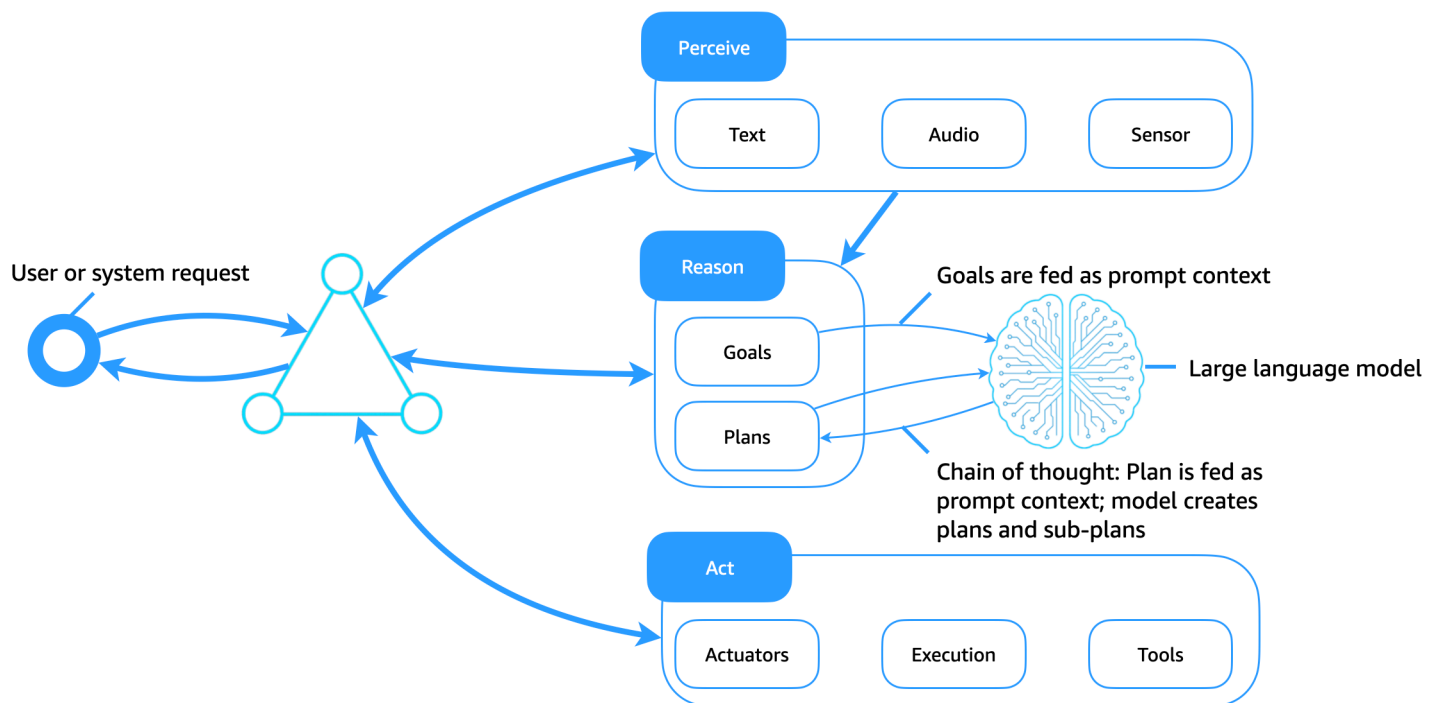 Perceive
Text
Audio
Sensor
User or system request
Reason
Goals are fed as prompt context
Goals
Large language model
Plans
Chain of thought: Plan is fed as
prompt context; model creates
plans and sub-plans
Act
Actuators
Execution
Tools